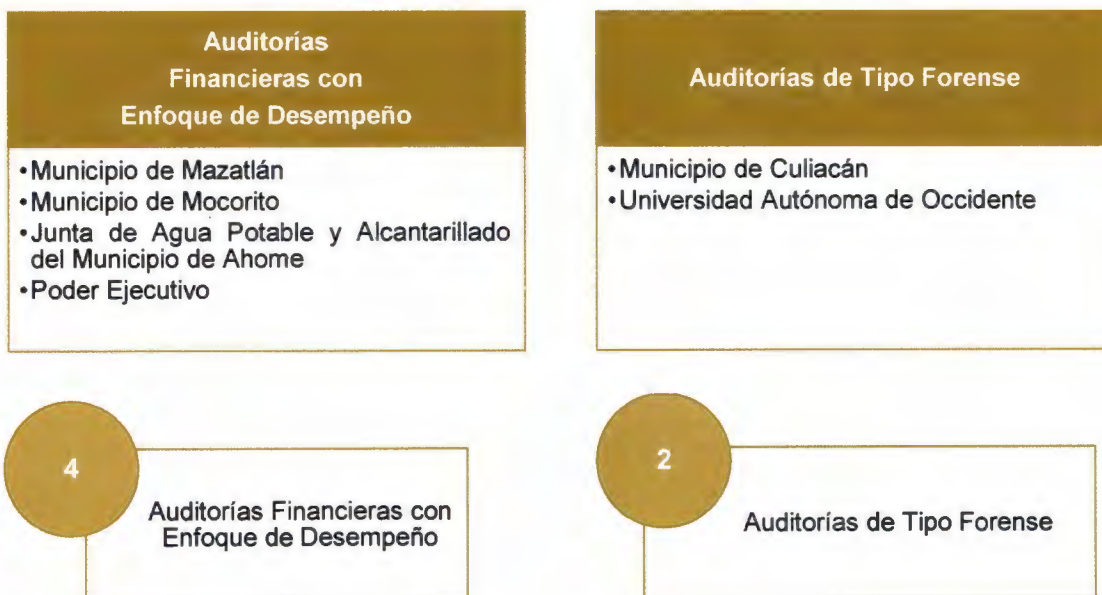 Auditorías
Financieras con
Enfoque de Desempeño
•Municipio de Mazatlán
•Municipio de Mocorito
•Junta de Agua Potable y Alcantarillado
del Municipio de Ahome
•Poder Ejecutivo
Auditorías de Tipo Forense
•Municipio de Culiacán
•Universidad Autónoma de Occidente
4
Auditorías Financieras con
Enfoque de Desempeño
2
Auditorías de Tipo Forense